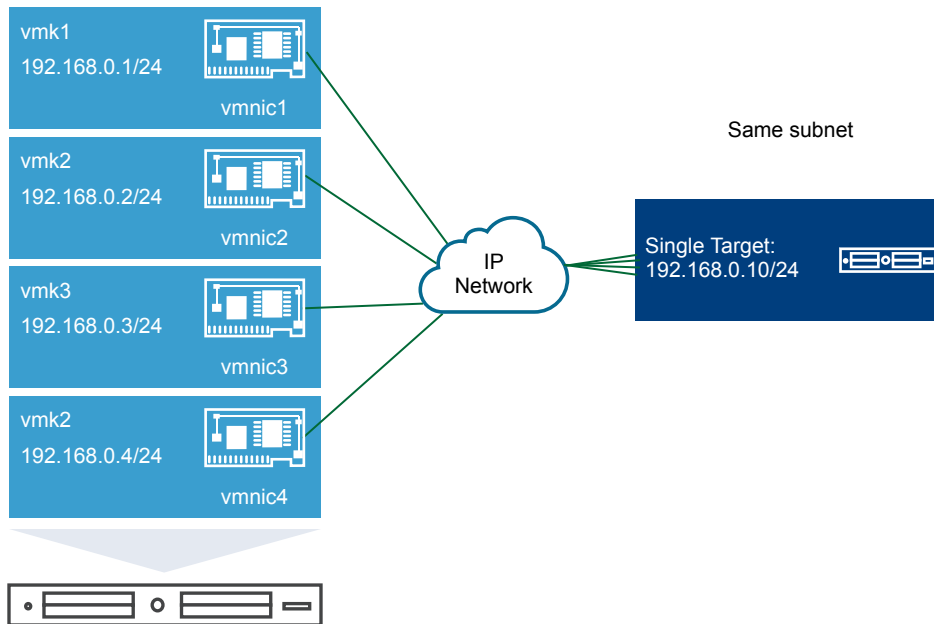 vmk1
192.168.0.1/24
vmnic1
vmk2
192.168.0.2/24
vmnic2
vmk3
192.168.0.3/24
vmnic3
vmk2
192.168.0.4/24
vmnic4
IP
Network
Same subnet
Single Target:
192.168.0.10/24